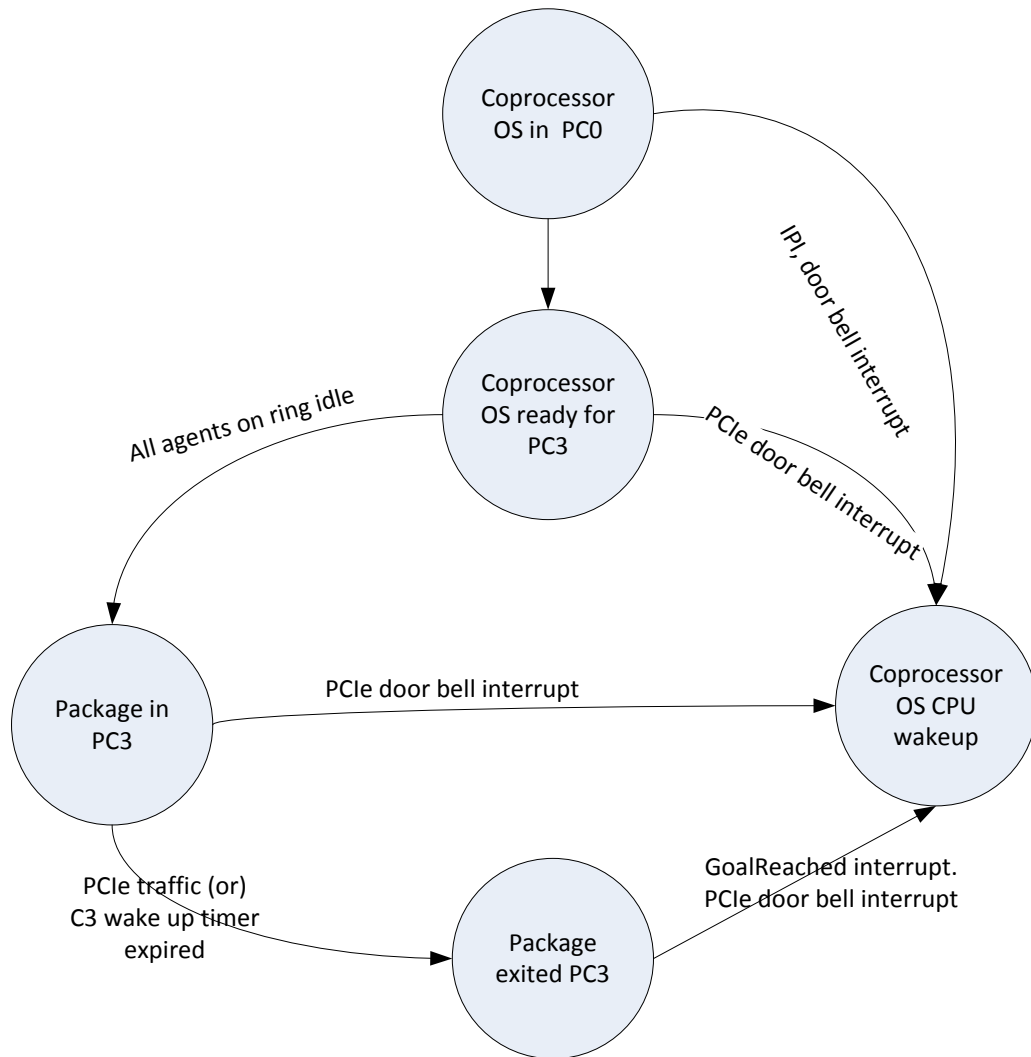 Coprocessor
OS in  PC0
IPI, door bell interrupt
Coprocessor
OS ready for
PC3
All agents on ring idle
PCIe door bell interrupt
Package in
PC3
PCIe door bell interrupt
Coprocessor
OS CPU
wakeup
PCIe traffic (or)
C3 wake up timer
expired
GoalReached interrupt.
PCIe door bell interrupt
Package
exited PC3